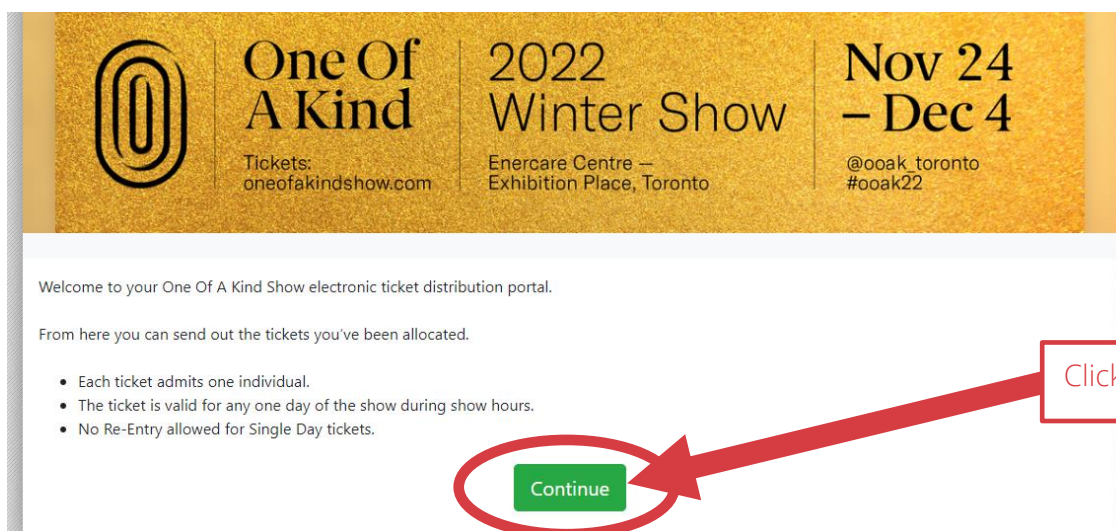 One Of
A Kind
Tickets:
oneofakindshow.com
2022
Winter Show
Enercare Centre —
Exhibition Place, Toronto
Nov 24
– Dec 4
@ooak_toronto
#ooak22
Welcome to your One Of A Kind Show electronic ticket distribution portal.
From here you can send out the tickets you've been allocated.
• Each ticket admits one individual.
• The ticket is valid for any one day of the show during show hours.
• No Re-Entry allowed for Single Day tickets.
Click
Continue